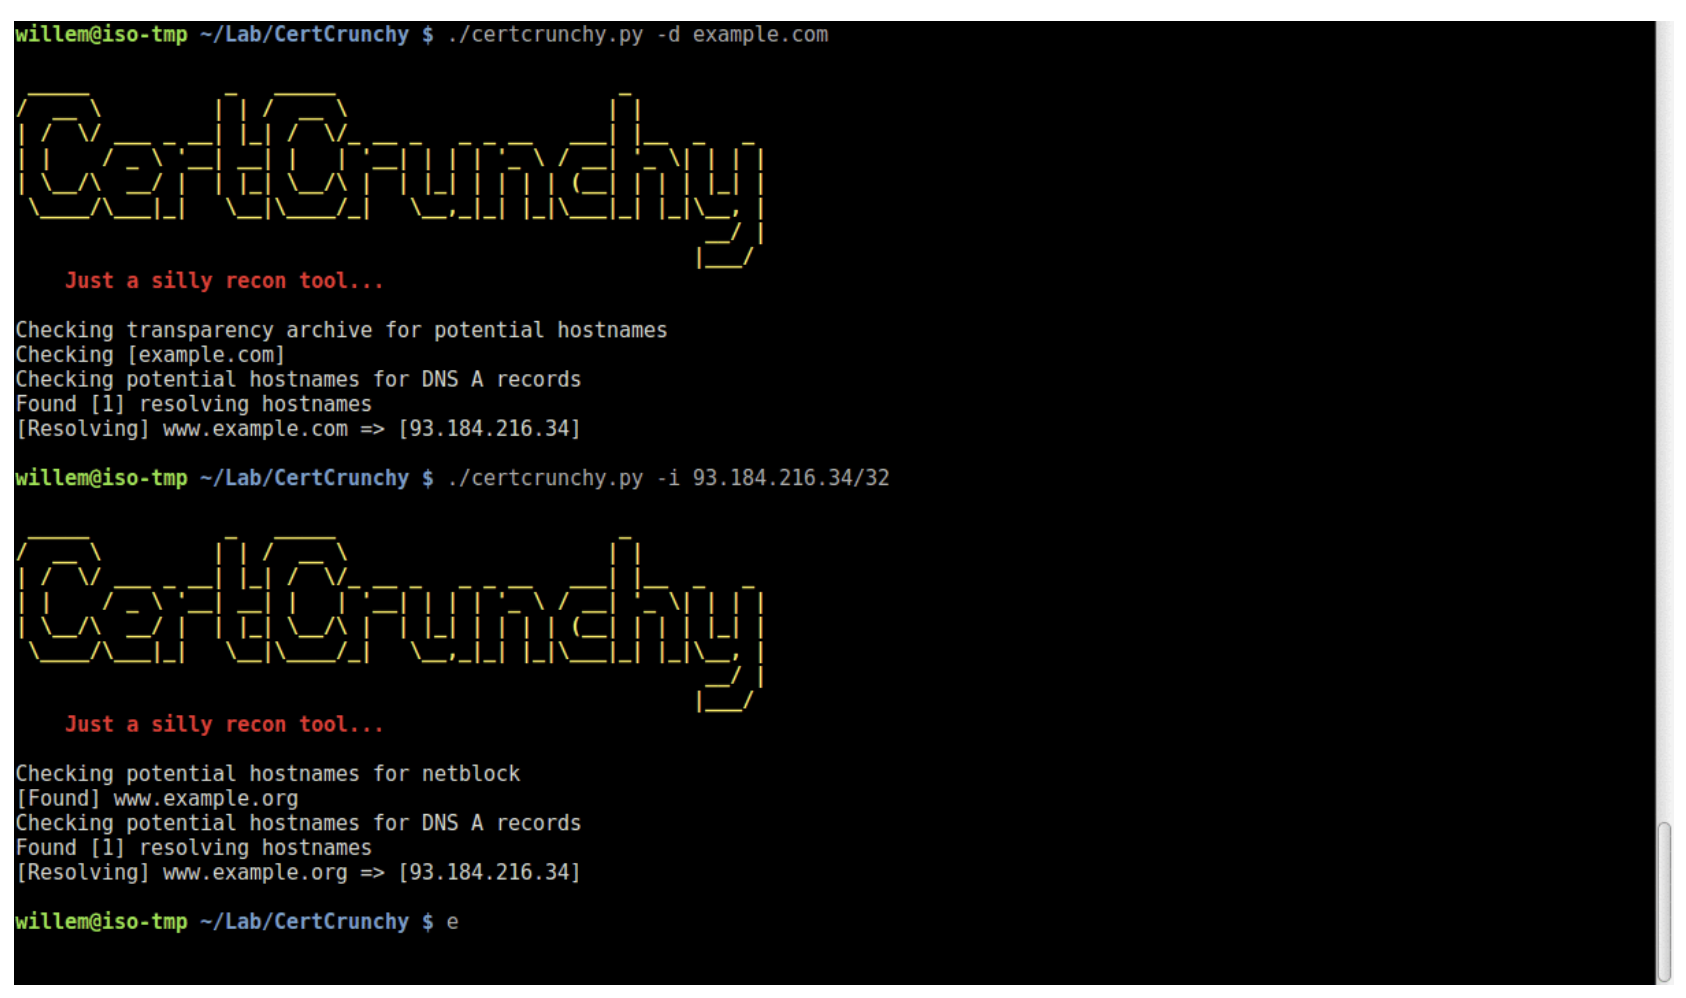 willem@iso-tmp ~/Lab/CertCrunchy $ ./certcrunchy.py -d example.com
CertCrunchy
Just a silly recon tool...
Checking transparency archive for potential hostnames
Checking [example.com]
Checking potential hostnames for DNS A records
Found [1] resolving hostnames
[Resolving] www.example.com => [93.184.216.34]
willem@iso-tmp ~/Lab/CertCrunchy $ ./certcrunchy.py -i 93.184.216.34/32
CertCrunchy
Just a silly recon tool...
Checking potential hostnames for netblock
[Found] www.example.org
Checking potential hostnames for DNS A records
Found [1] resolving hostnames
[Resolving] www.example.org => [93.184.216.34]
willem@iso-tmp ~/Lab/CertCrunchy $ e